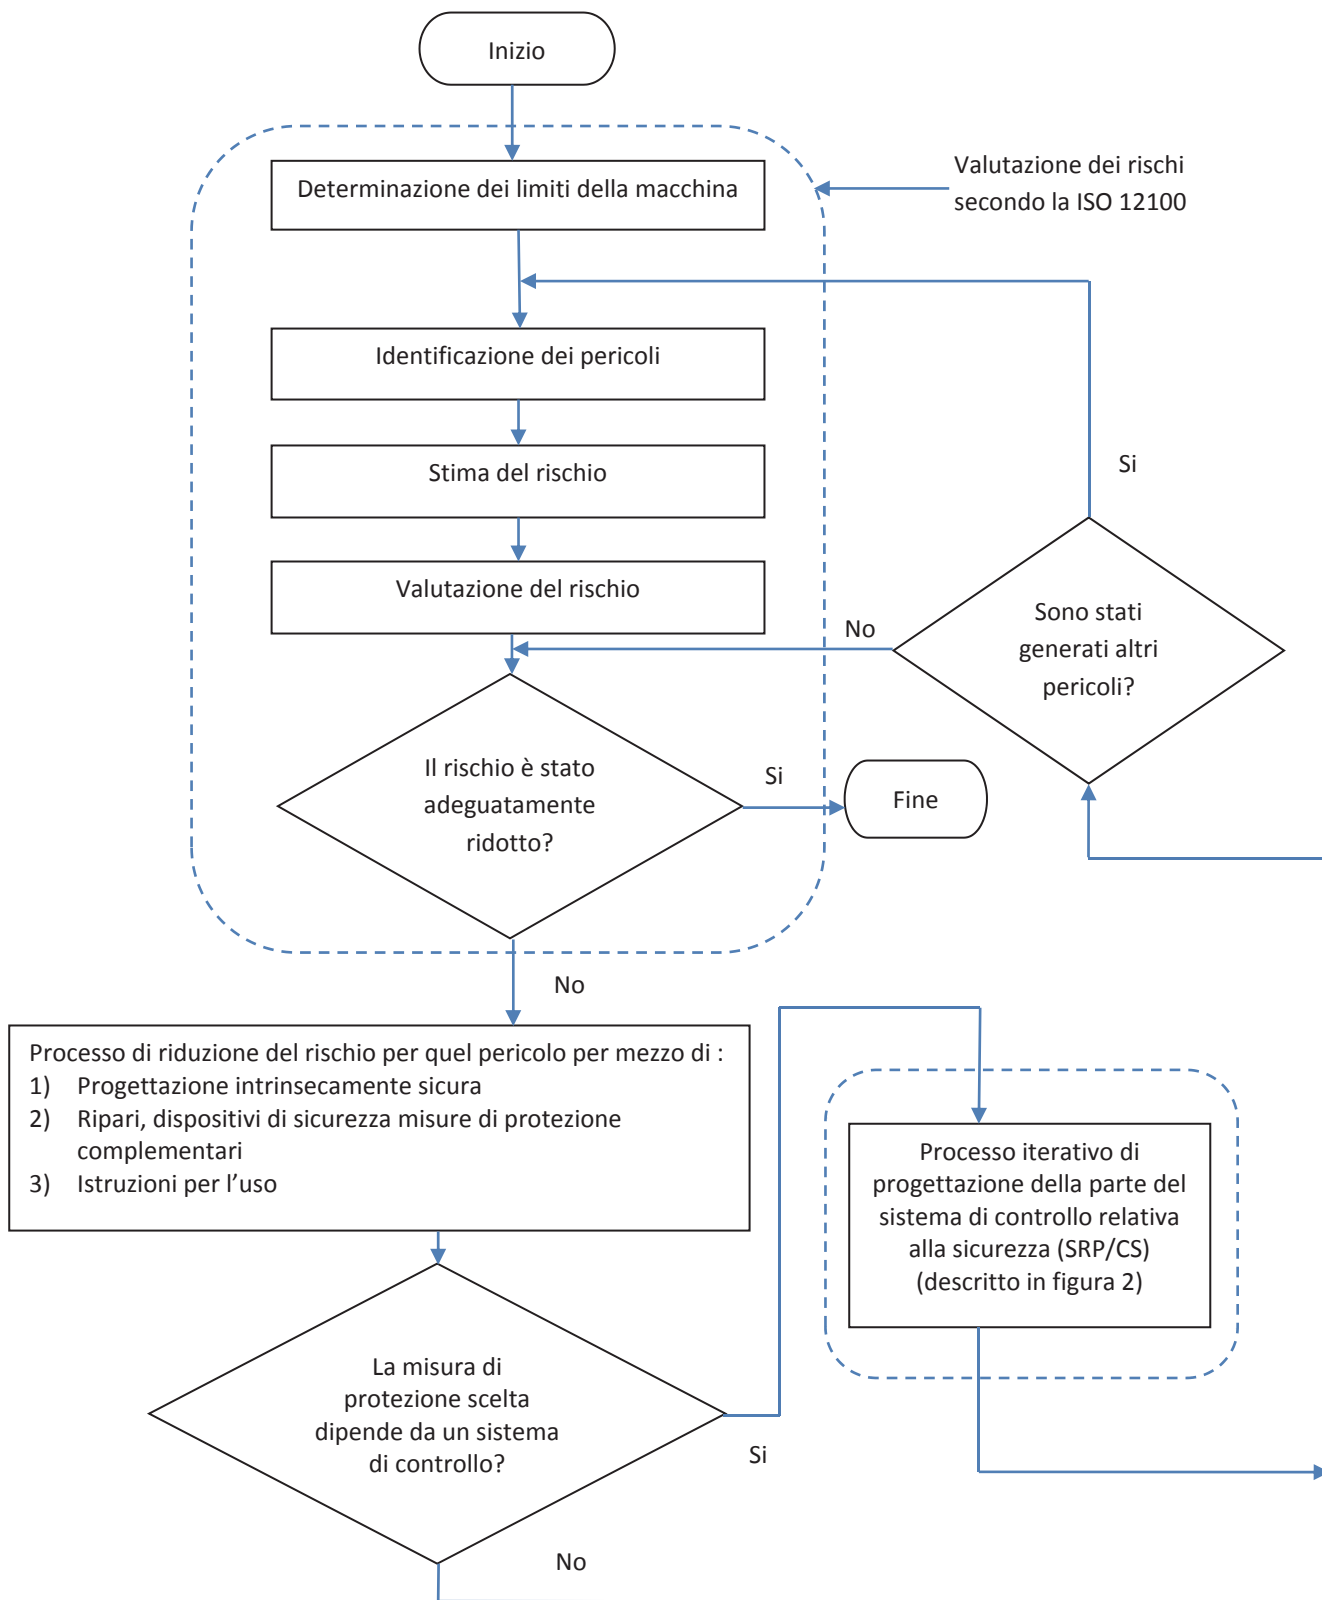 Inizio
Determinazione dei limiti della macchina
Valutazione dei rischi
secondo la ISO 12100
Identificazione dei pericoli
Stima del rischio
Si
Valutazione del rischio
Sono stati
generati altri
pericoli?
No
Il rischio è stato
adeguatamente
ridotto?
Si
Fine
No
Processo di riduzione del rischio per quel pericolo per mezzo di :
1) Progettazione intrinsecamente sicura
2) Ripari, dispositivi di sicurezza misure di protezione
complementari
3) Istruzioni per l’uso
Processo iterativo di
progettazione della parte del
sistema di controllo relativa
alla sicurezza (SRP/CS)
(descritto in figura 2)
La misura di
protezione scelta
dipende da un sistema
di controllo?
Si
No